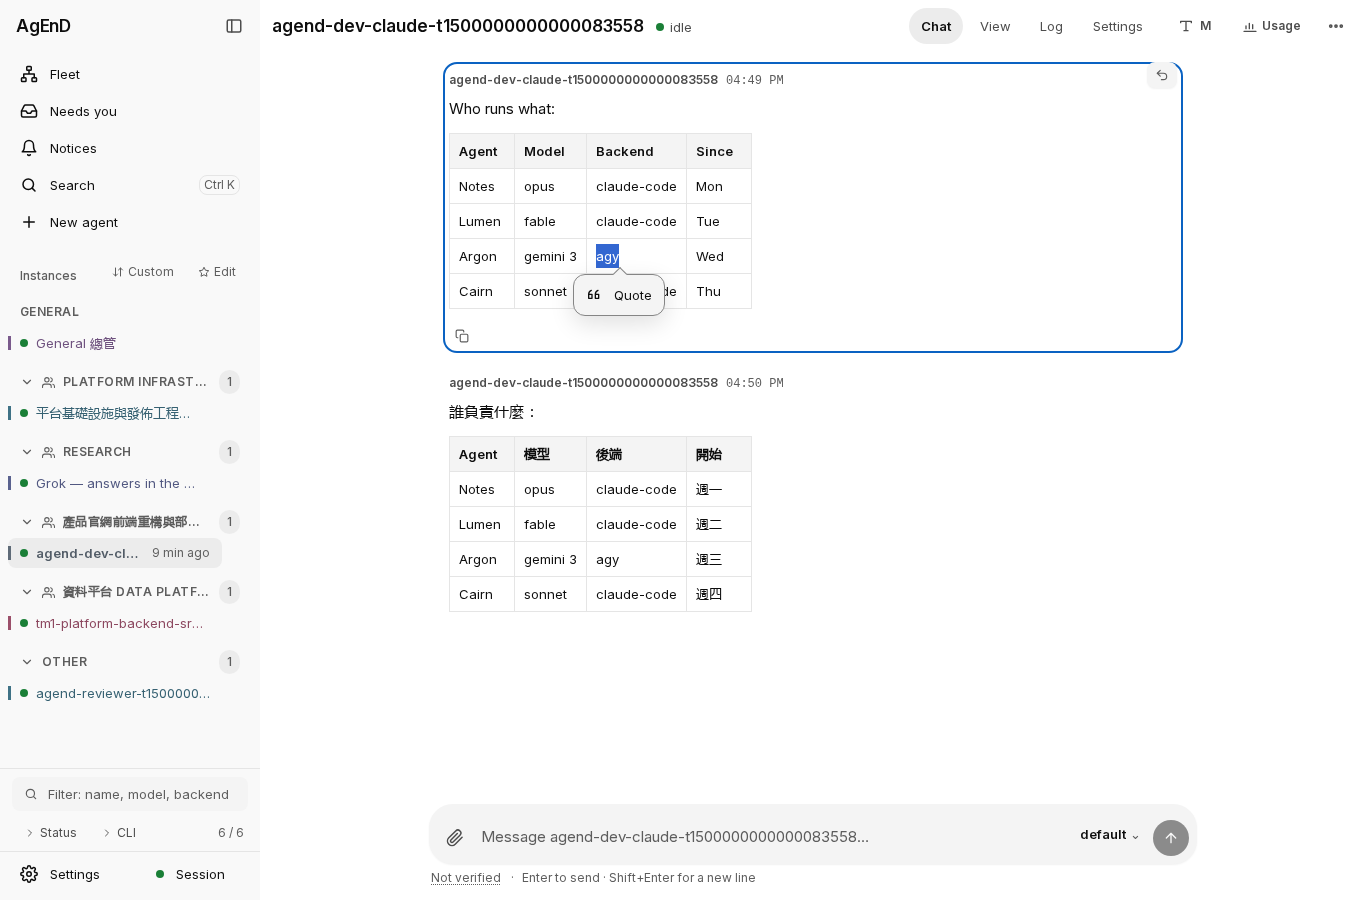 AgEnD
Fleet
Needs you
Notices
Search Ctrl K
New agent
Instances Custom Edit
GENERAL
General 總管
PLATFORM INFRAST... 1
平台基礎設施與發佈工程...
RESEARCH 1
Grok — answers in the ...
產品官網前端重構與部... 1
agend-dev-cl... 9 min ago
資料平台 DATA PLATF... 1
tm1-platform-backend-sr...
OTHER 1
agend-reviewer-t1500000...
Filter: name, model, backend
Status CLI 6 / 6
Settings Session
agend-dev-claude-t1500000000000083558 idle
Chat View Log Settings M Usage
agend-dev-claude-t1500000000000083558 04:49 PM
Who runs what:
Agent Model Backend Since
Notes opus claude-code Mon
Lumen fable claude-code Tue
Argon gemini 3 agy Wed
Cairn sonnet de Thu
Quote
agend-dev-claude-t1500000000000083558 04:50 PM
誰負責什麼：
Agent 模型 後端 開始
Notes opus claude-code 週一
Lumen fable claude-code 週二
Argon gemini 3 agy 週三
Cairn sonnet claude-code 週四
Message agend-dev-claude-t1500000000000083558...
default
Not verified · Enter to send · Shift+Enter for a new line